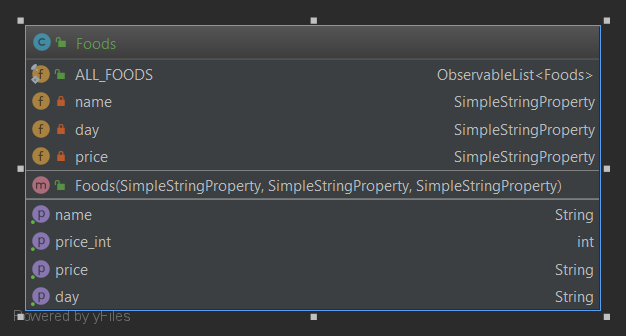 Foods
ALL_FOODS ObservableList<Foods>
name SimpleStringProperty
day SimpleStringProperty
price SimpleStringProperty
Foods(SimpleStringProperty, SimpleStringProperty, SimpleStringProperty)
name String
price_int int
price String
day String
Powered by yFiles